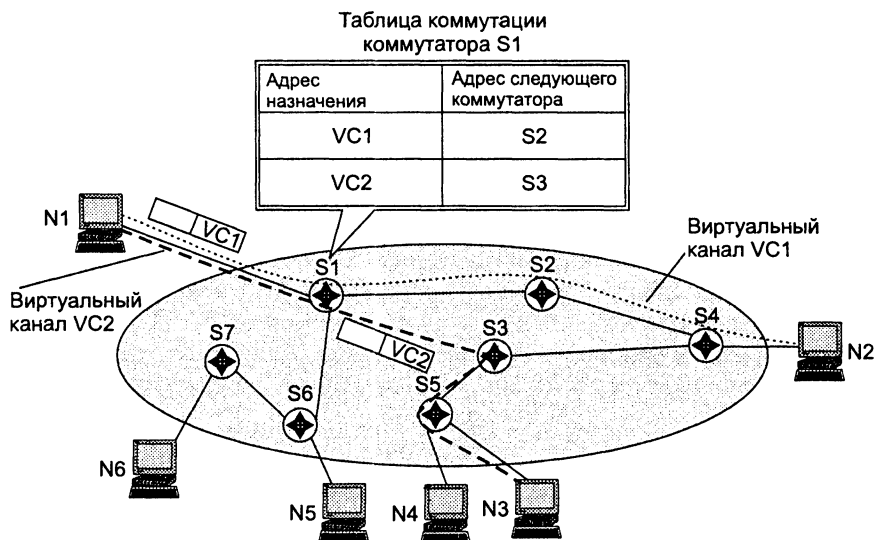 Таблица коммутации
коммутатора S1
Адрес назначения
Адрес следующего коммутатора
VC1
S2
VC2
S3
N1
VC1
Виртуальный
канал VC1
S1
S2
Виртуальный
канал VC2
S7
VC2
S3
S4
N2
S5
S6
N6
N5
N4
N3